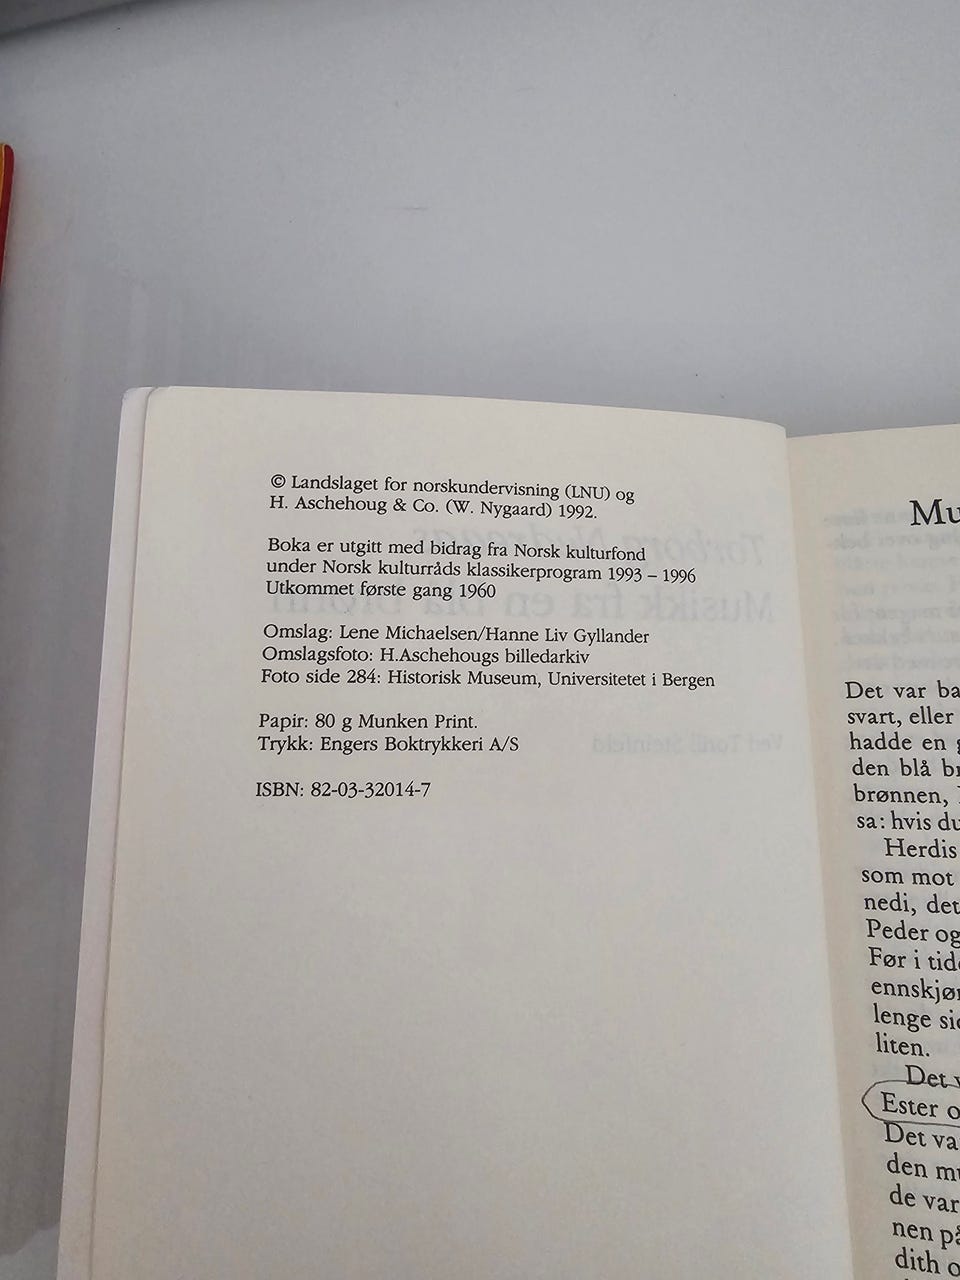 © Landslaget for norskundervisning (LNU) og
H. Aschehoug & Co. (W. Nygaard) 1992.
Boka er utgitt med bidrag fra Norsk kulturfond
under Norsk kulturråds klassikerprogram 1993 – 1996
Utkommet første gang 1960
Omslag: Lene Michaelsen/Hanne Liv Gyllander
Omslagsfoto: H.Aschehougs billedarkiv
Foto side 284: Historisk Museum, Universitetet i Bergen
Papir: 80 g Munken Print.
Trykk: Engers Boktrykkeri A/S
ISBN: 82-03-32014-7
Mu
Det var ba
svart, eller
hadde en g
den blå br
brønnen,
sa: hvis du
Herdis
som mot
nedi, det
Peder og
Før i tid
ennskjø
lenge si
liten.
Det v
Ester o
Det va
den m
de var
nen på
dith o